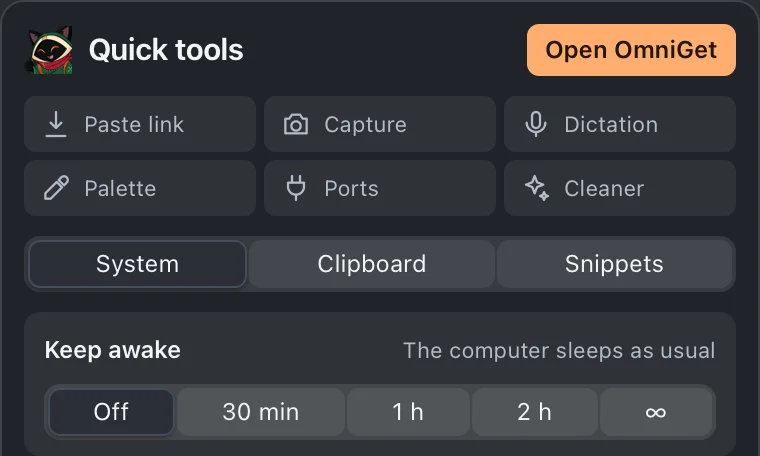 Quick tools
Open OmniGet
Paste link
Capture
Dictation
Palette
Ports
Cleaner
System
Clipboard
Snippets
Keep awake
The computer sleeps as usual
Off
30 min
1 h
2 h
∞